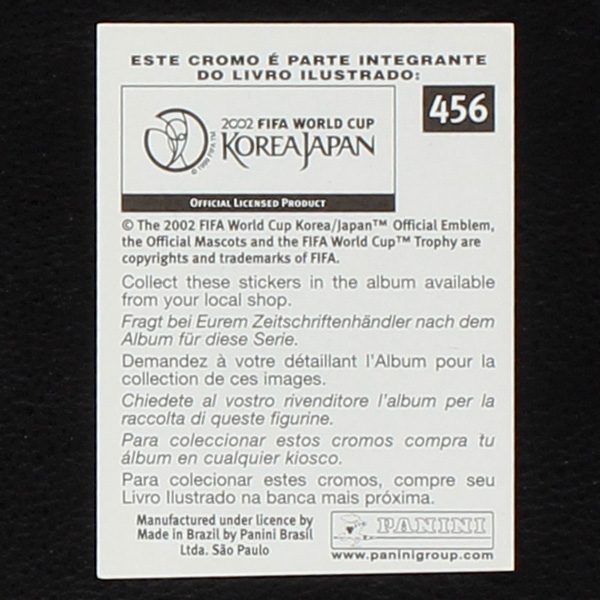 ESTE CROMO É PARTE INTEGRANTE
DO LIVRO ILUSTRADO:
456
2002 FIFA WORLD CUP
KOREAJAPAN
© 1999 FIFA TM
OFFICIAL LICENSED PRODUCT
© The 2002 FIFA World Cup Korea/Japan™ Official Emblem,
the Official Mascots and the FIFA World Cup™ Trophy are
copyrights and trademarks of FIFA.
Collect these stickers in the album available
from your local shop.
Fragt bei Eurem Zeitschriftenhändler nach dem
Album für diese Serie.
Demandez à votre détaillant l'Album pour la
collection de ces images.
Chiedete al vostro rivenditore l'album per la
raccolta di queste figurine.
Para coleccionar estos cromos compra tu
álbum en cualquier kiosco.
Para colecionar estes cromos, compre seu
Livro Ilustrado na banca mais próxima.
Manufactured under licence by
Made in Brazil by Panini Brasil
Ltda. São Paulo
PANINI
www.paninigroup.com